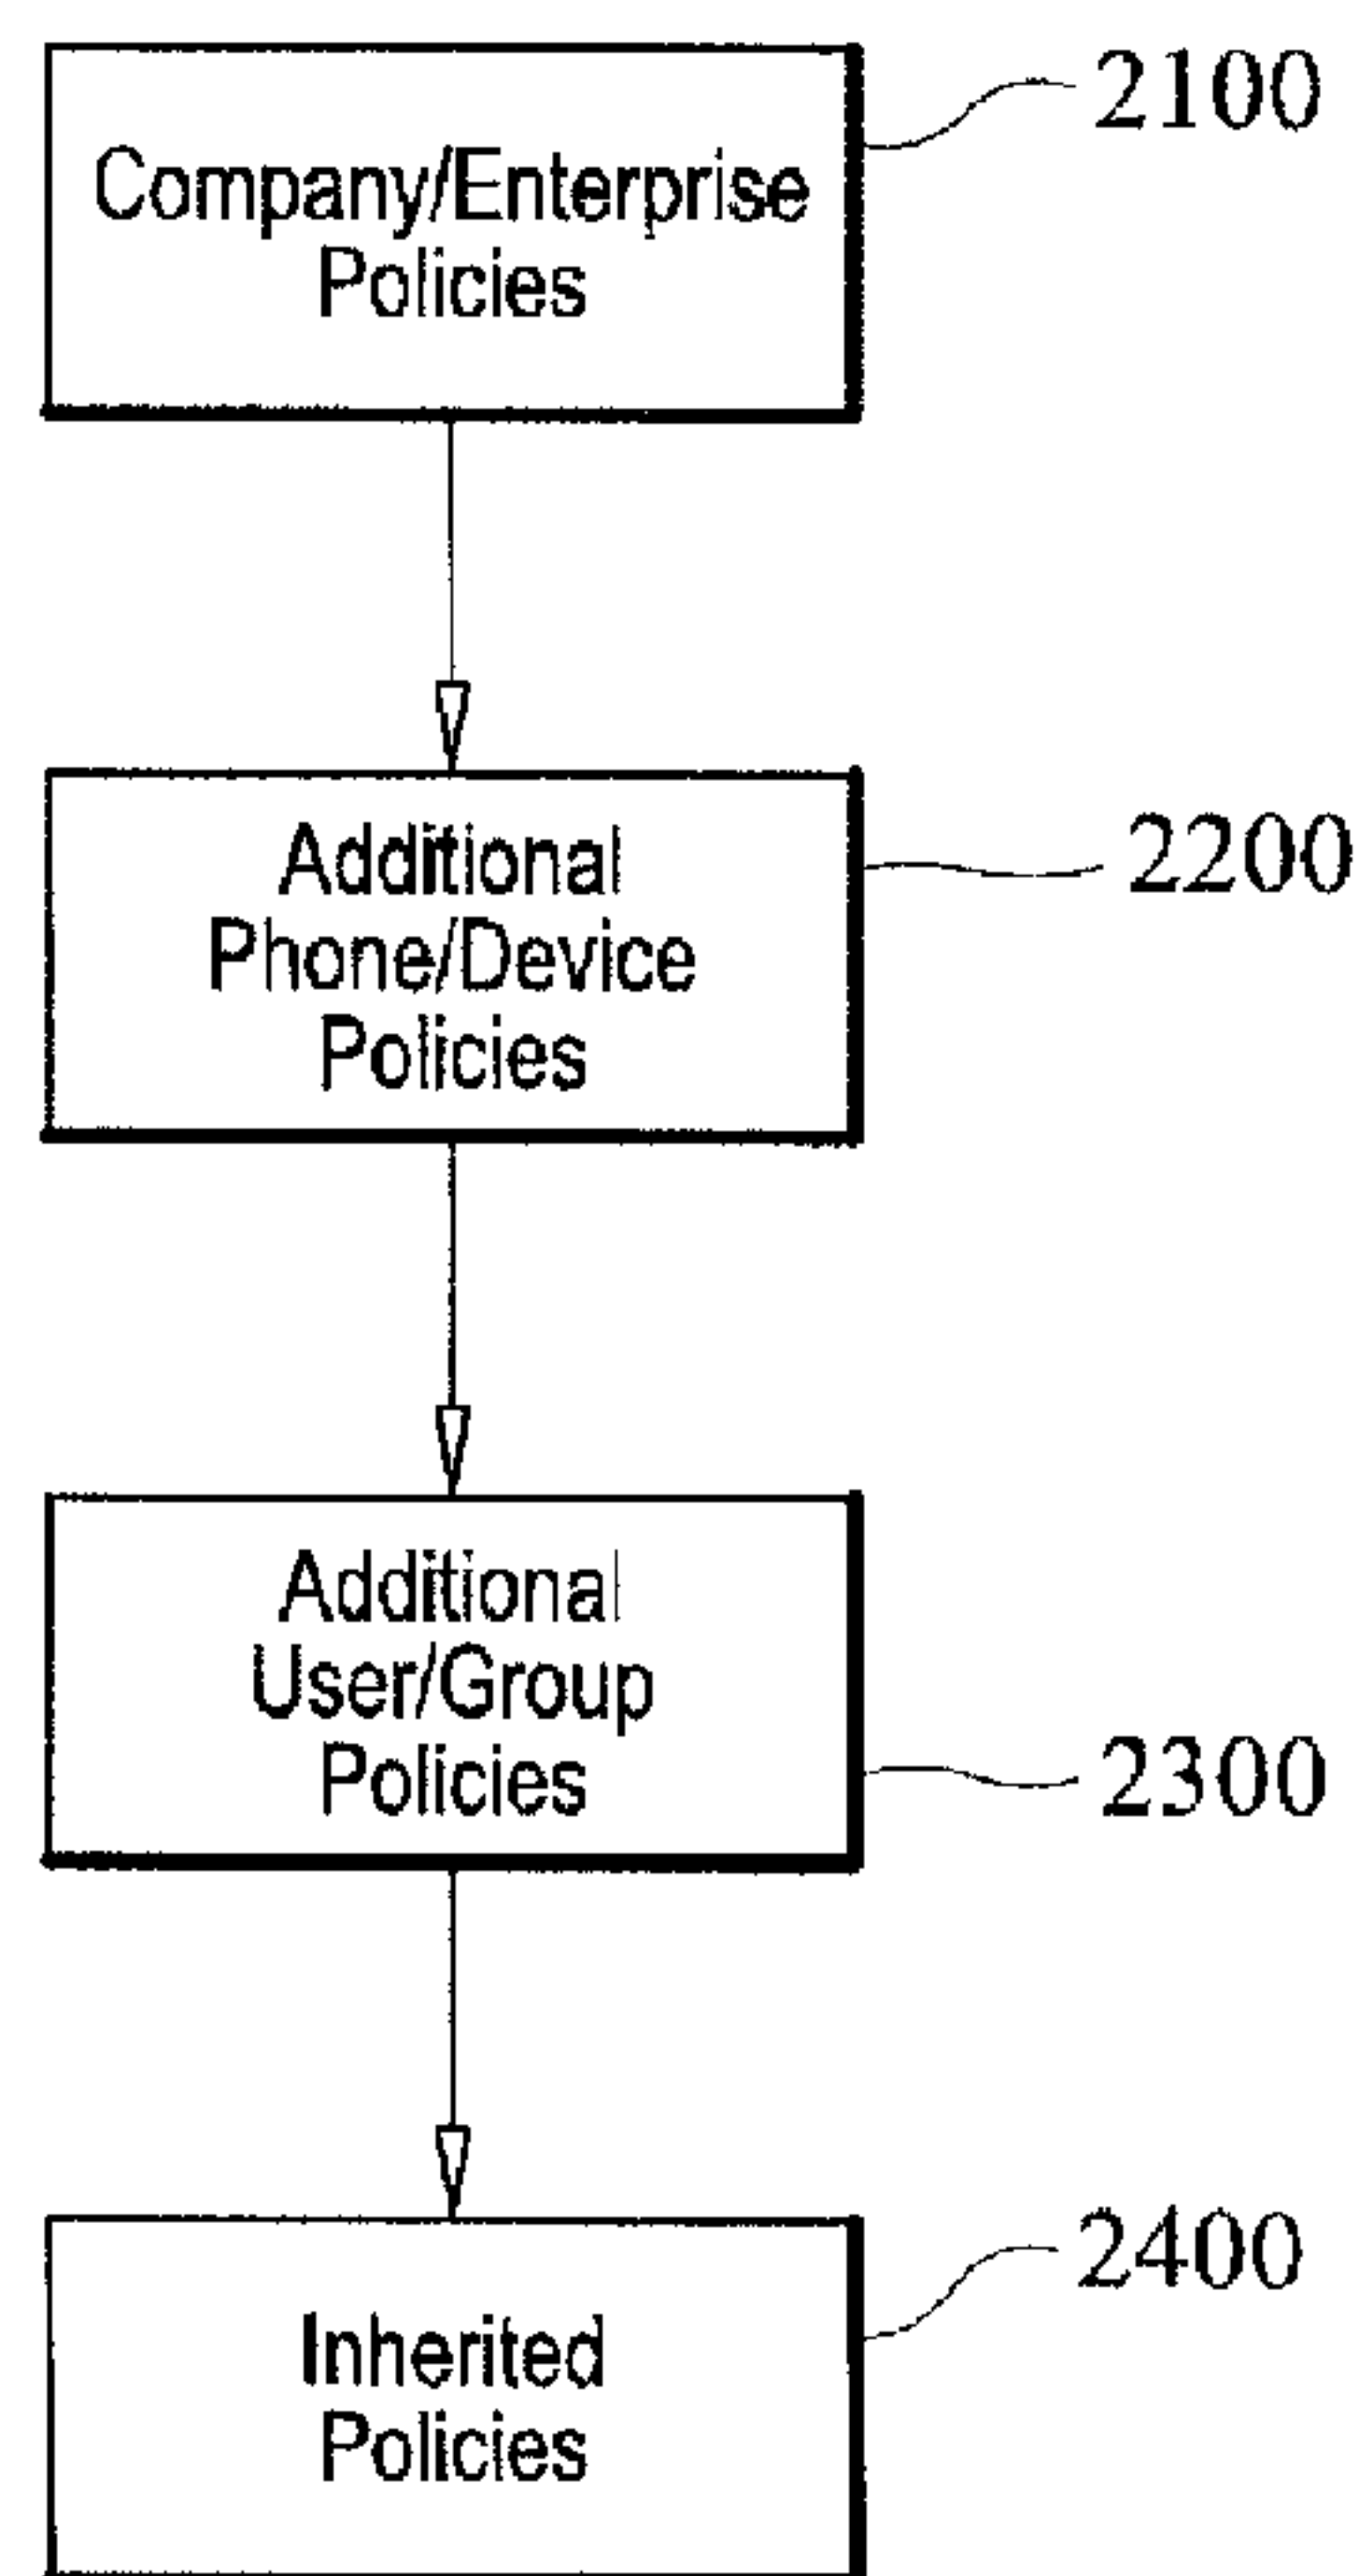 Company/Enterprise
Policies
2100
Additional
Phone/Device
Policies
2200
Additional
User/Group
Policies
2300
Inherited
Policies
2400